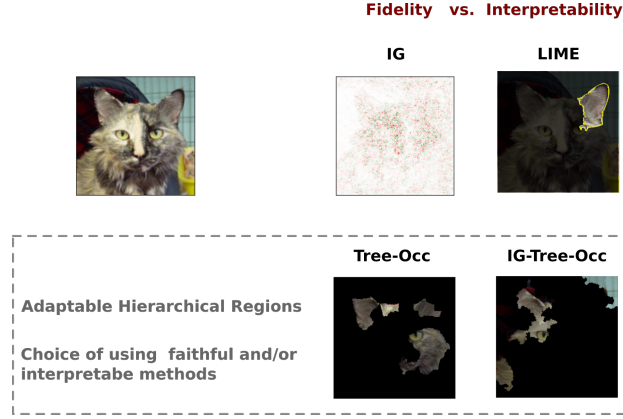 Fidelity vs. Interpretability
IG LIME
Tree-Occ IG-Tree-Occ
Adaptable Hierarchical Regions
Choice of using faithful and/or
interpretabe methods